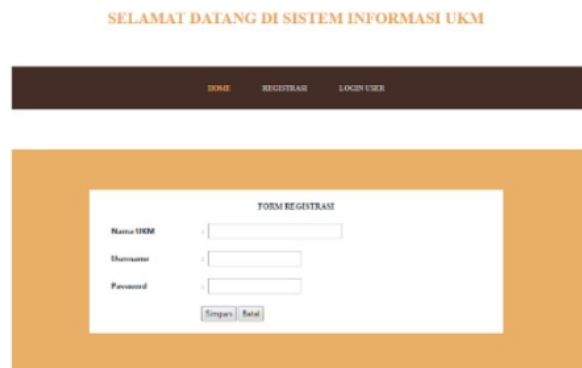 SELAMAT DATANG DI SISTEM INFORMASI UKM
HOME REGISTRASI LOGIN USER
FORM REGISTRASI
Nama UKM :
Username :
Password :
Simpan Batal